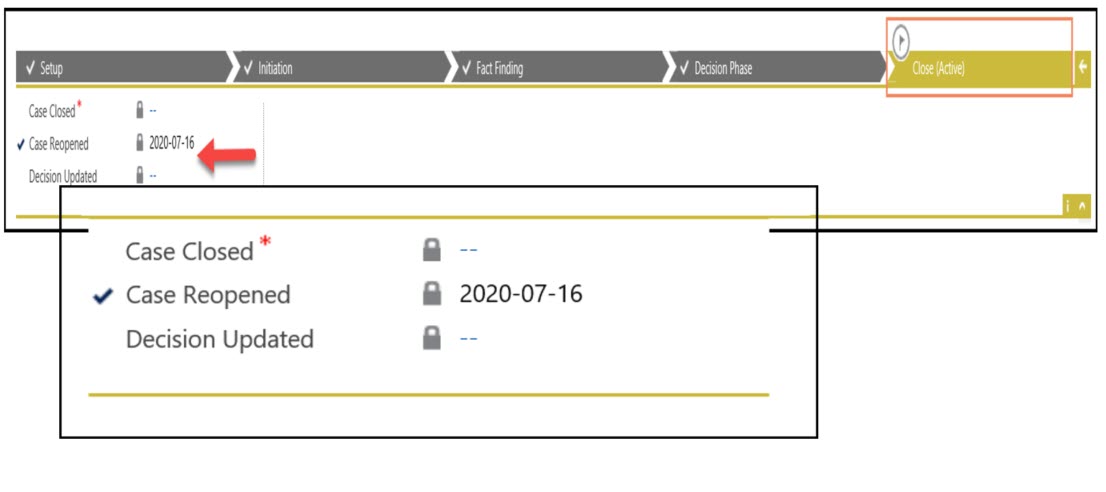 ✓ Setup ✓ Initiation ✓ Fact Finding ✓ Decision Phase Close (Active)
Case Closed* --
✓ Case Reopened 2020-07-16
Decision Updated --
i
Case Closed* --
✓ Case Reopened 2020-07-16
Decision Updated --